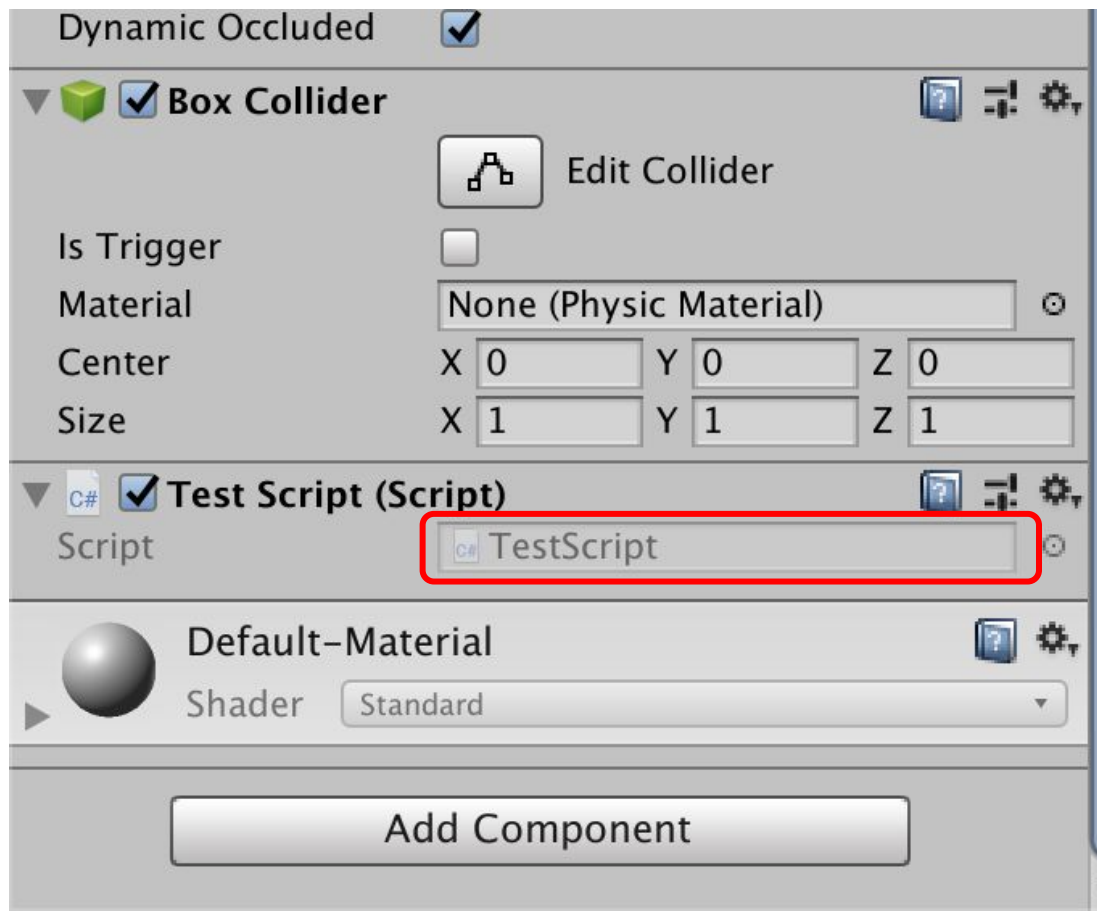 Dynamic Occluded
Box Collider
Edit Collider
Is Trigger
Material None (Physic Material)
Center X 0 Y 0 Z 0
Size X 1 Y 1 Z 1
C# Test Script (Script)
Script C# TestScript
Default-Material
Shader Standard
Add Component